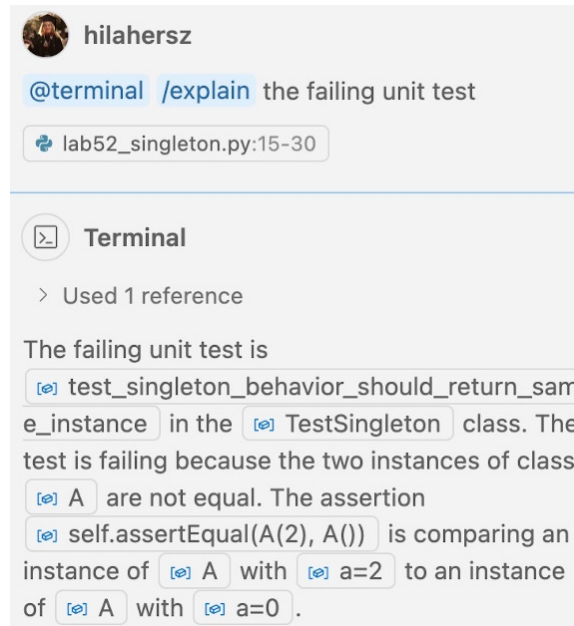 hilahersz
@terminal /explain the failing unit test
lab52_singleton.py:15-30
Terminal
Used 1 reference
The failing unit test is
test_singleton_behavior_should_return_sam
e_instance in the TestSingleton class. The
test is failing because the two instances of class
A are not equal. The assertion
self.assertEqual(A(2), A()) is comparing an
instance of A with a=2 to an instance
of A with a=0.